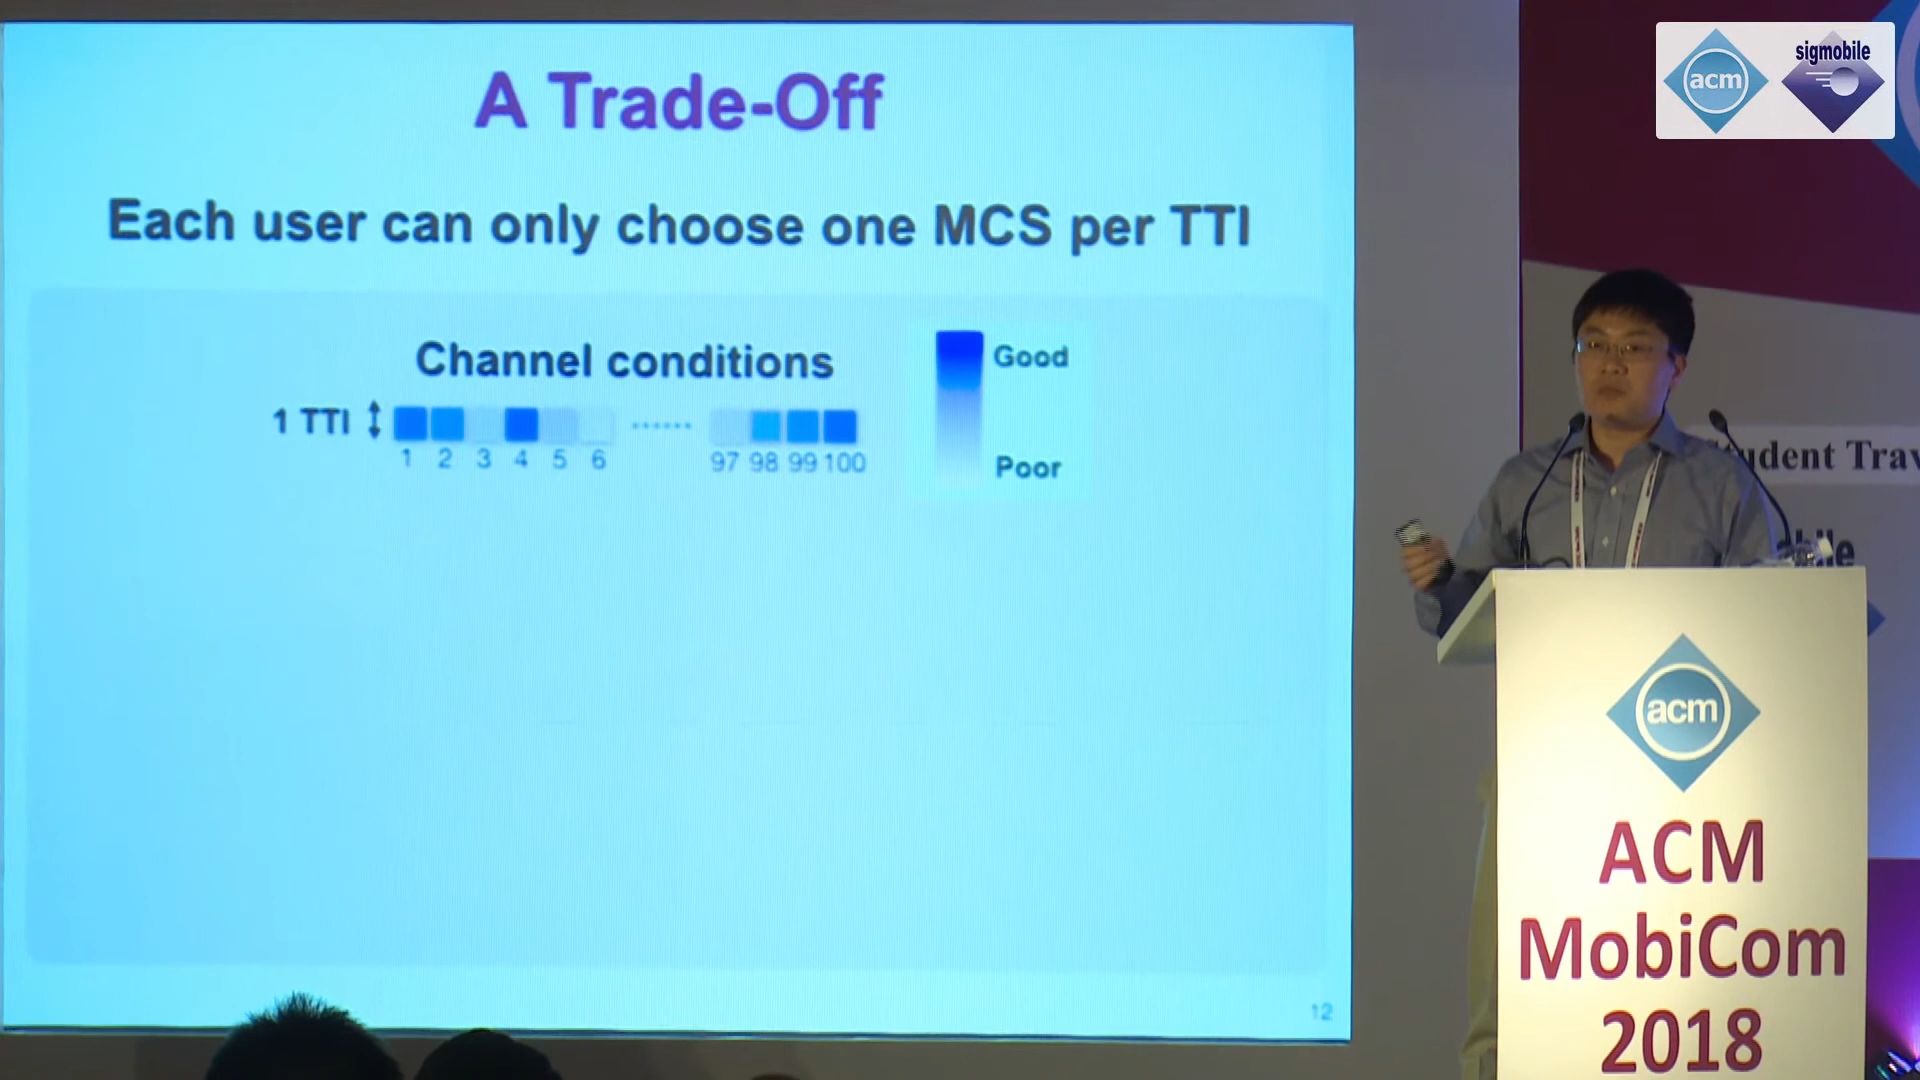 A Trade-Off
Each user can only choose one MCS per TTI
Channel conditions
Good
1 TTI
1 2 3 4 5 6 ...... 97 98 99 100
Poor
12
acm
sigmobile
acm
ACM
MobiCom
2018